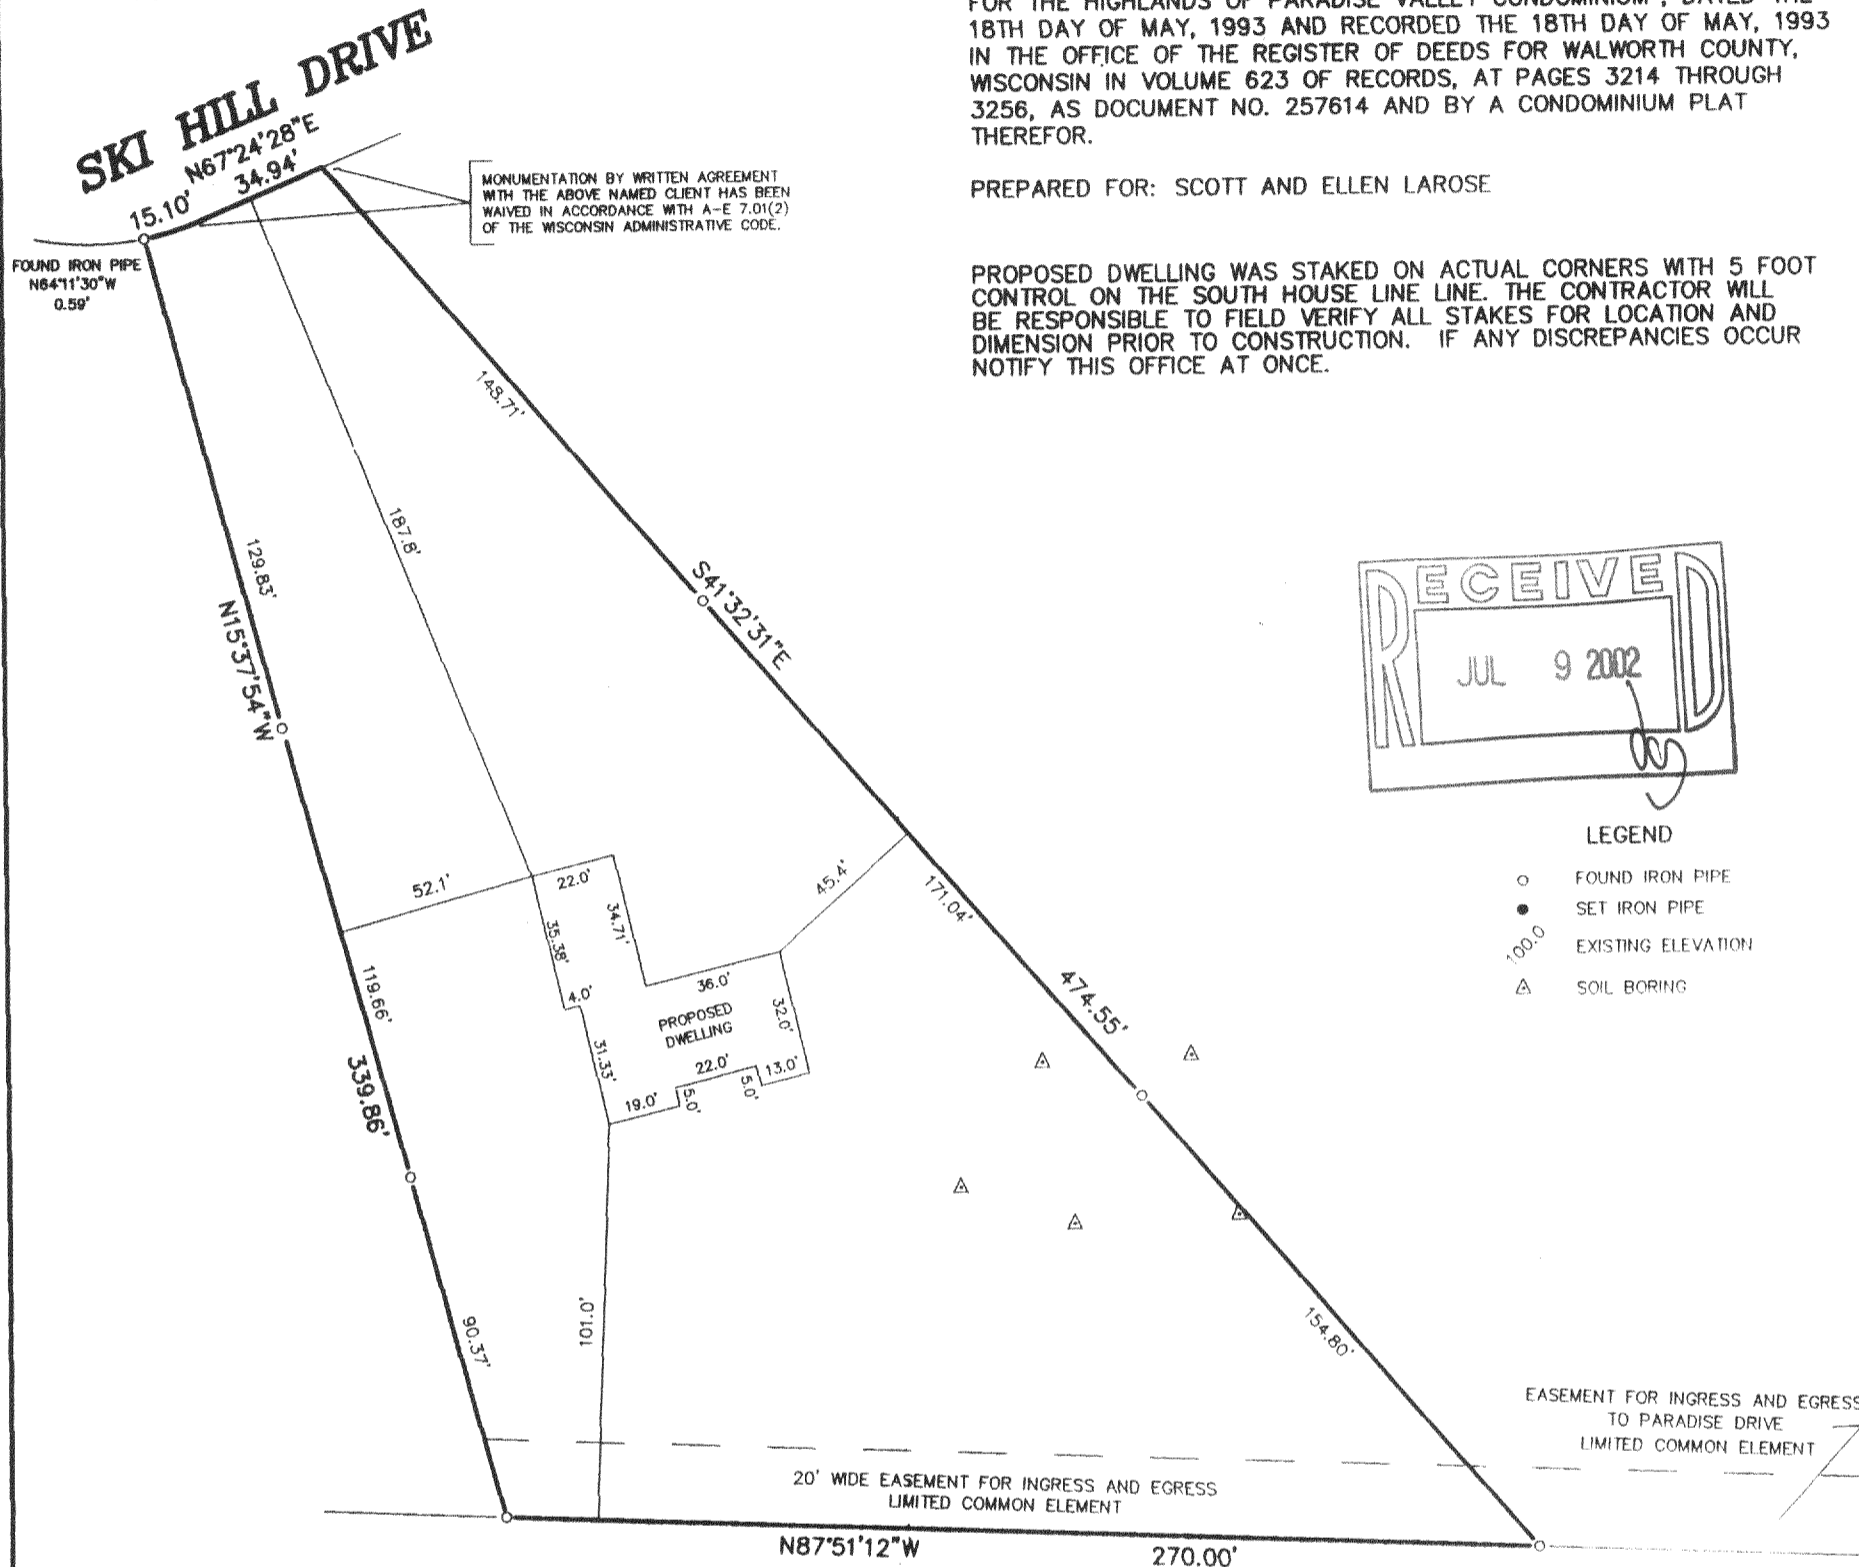 FOR THE HIGHLANDS OF PARADISE VALLEY CONDOMINIUM", DATED THE
18TH DAY OF MAY, 1993 AND RECORDED THE 18TH DAY OF MAY, 1993
IN THE OFFICE OF THE REGISTER OF DEEDS FOR WALWORTH COUNTY,
WISCONSIN IN VOLUME 623 OF RECORDS, AT PAGES 3214 THROUGH
3256, AS DOCUMENT NO. 257614 AND BY A CONDOMINIUM PLAT
THEREFOR.
PREPARED FOR: SCOTT AND ELLEN LAROSE
PROPOSED DWELLING WAS STAKED ON ACTUAL CORNERS WITH 5 FOOT
CONTROL ON THE SOUTH HOUSE LINE LINE. THE CONTRACTOR WILL
BE RESPONSIBLE TO FIELD VERIFY ALL STAKES FOR LOCATION AND
DIMENSION PRIOR TO CONSTRUCTION. IF ANY DISCREPANCIES OCCUR
NOTIFY THIS OFFICE AT ONCE.
SKI HILL DRIVE
N67°24'28"E
34.94'
15.10'
MONUMENTATION BY WRITTEN AGREEMENT
WITH THE ABOVE NAMED CLIENT HAS BEEN
WAIVED IN ACCORDANCE WITH A-E 7.01(2)
OF THE WISCONSIN ADMINISTRATIVE CODE.
FOUND IRON PIPE
N64°11'30"W
0.59'
148.71'
187.8'
129.83'
N15°37'54"W
S41°32'31"E
RECEIVED
JUL 9 2002
LEGEND
FOUND IRON PIPE
SET IRON PIPE
100.0 EXISTING ELEVATION
SOIL BORING
52.1'
22.0'
45.4'
171.04'
34.71'
35.38'
36.0'
4.0'
32.0'
PROPOSED
DWELLING
119.66'
474.55'
31.33'
22.0'
13.0'
5.0'
5.0'
19.0'
339.86'
101.0'
90.37'
154.80'
EASEMENT FOR INGRESS AND EGRESS
TO PARADISE DRIVE
LIMITED COMMON ELEMENT
20' WIDE EASEMENT FOR INGRESS AND EGRESS
LIMITED COMMON ELEMENT
N87°51'12"W
270.00'